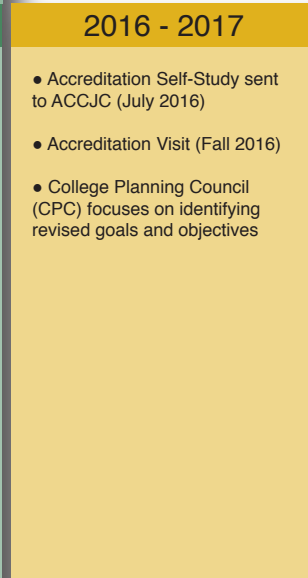 2016 - 2017
● Accreditation Self-Study sent
to ACCJC (July 2016)
● Accreditation Visit (Fall 2016)
● College Planning Council
(CPC) focuses on identifying
revised goals and objectives